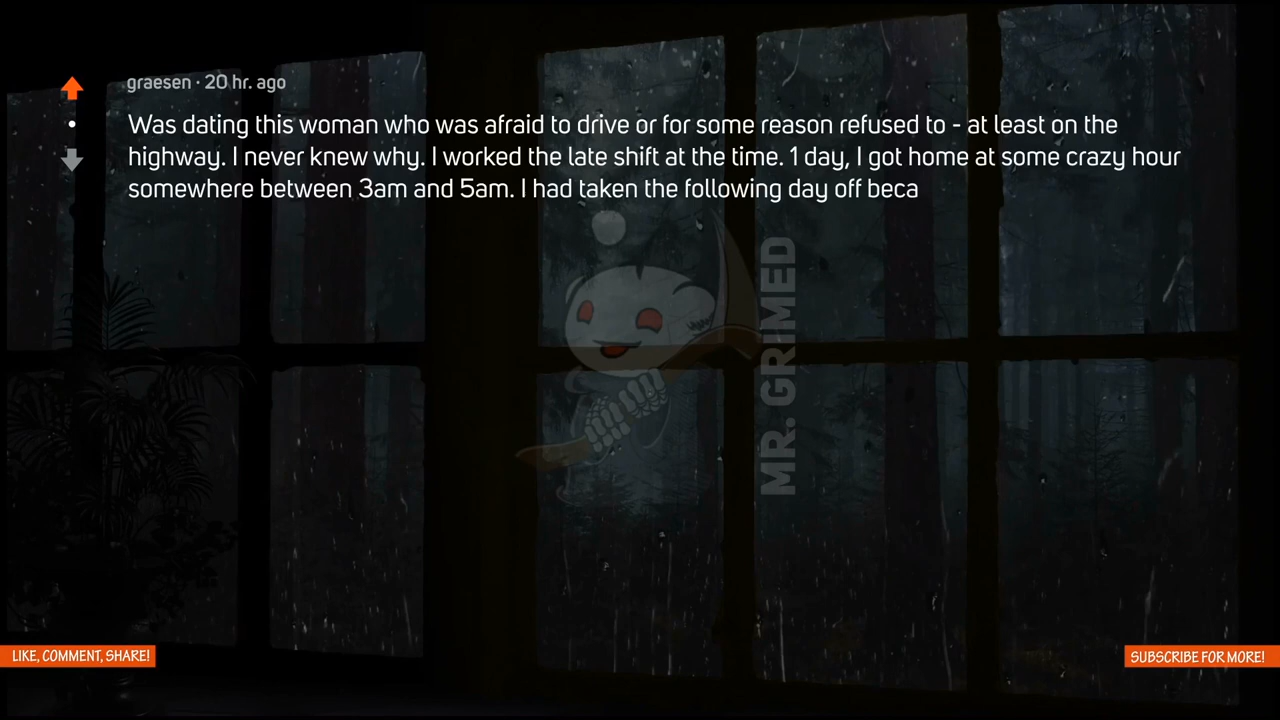 graesen · 20 hr. ago
Was dating this woman who was afraid to drive or for some reason refused to - at least on the
highway. I never knew why. I worked the late shift at the time. 1 day, I got home at some crazy hour
somewhere between 3am and 5am. I had taken the following day off beca
MR. GRIMED
LIKE, COMMENT, SHARE!
SUBSCRIBE FOR MORE!